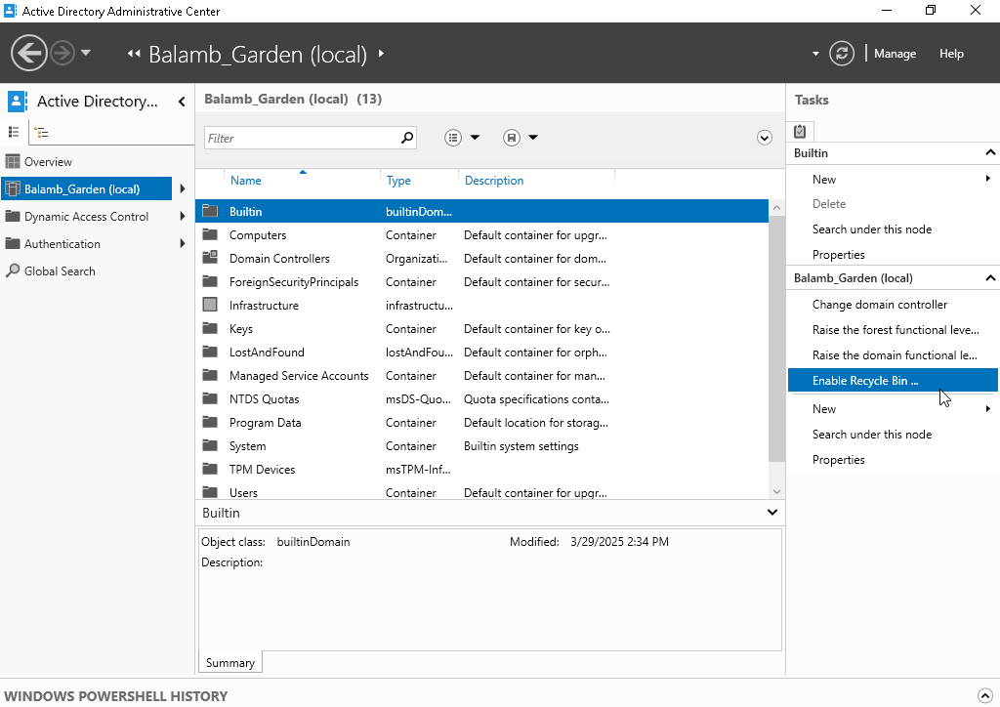 Active Directory Administrative Center
Balamb_Garden (local)
Manage
Help
Active Directory...
Overview
Balamb_Garden (local)
Dynamic Access Control
Authentication
Global Search
Balamb_Garden (local) (13)
Filter
Name Type Description
Builtin builtinDom...
Computers Container Default container for upgr...
Domain Controllers Organizati... Default container for dom...
ForeignSecurityPrincipals Container Default container for secur...
Infrastructure infrastructu...
Keys Container Default container for key o...
LostAndFound lostAndFou... Default container for orph...
Managed Service Accounts Container Default container for man...
NTDS Quotas msDS-Quo... Quota specifications conta...
Program Data Container Default location for storag...
System Container Builtin system settings
TPM Devices msTPM-Inf...
Users Container Default container for upgr...
Builtin
Object class: builtinDomain Modified: 3/29/2025 2:34 PM
Description:
Summary
Tasks
Builtin
New
Delete
Search under this node
Properties
Balamb_Garden (local)
Change domain controller
Raise the forest functional leve...
Raise the domain functional le...
Enable Recycle Bin ...
New
Search under this node
Properties
WINDOWS POWERSHELL HISTORY